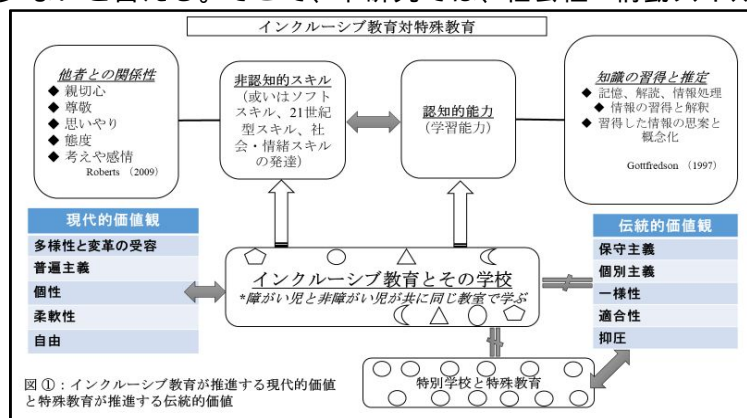 インクルーシブ教育対特殊教育
他者との関係性
◆ 親切心
◆ 尊敬
◆ 思いやり
◆ 態度
◆ 考えや感情
Roberts （2009）
非認知的スキル
（或いはソフト
スキル、21世紀
型スキル、社
会・情緒スキル
の発達）
認知的能力
（学習能力）
知識の習得と推定
◆ 記憶、解読、情報処理
◆ 情報の習得と解釈
◆ 習得した情報の思案と
概念化
Gottfredson （1997）
現代的価値観
多様性と変革の受容
普遍主義
個性
柔軟性
自由
インクルーシブ教育とその学校
*障がい児と非障がい児が共に同じ教室で学ぶ
伝統的価値観
保守主義
個別主義
一様性
適合性
抑圧
特別学校と特殊教育
図①：インクルーシブ教育が推進する現代的価値
と特殊教育が推進する伝統的価値